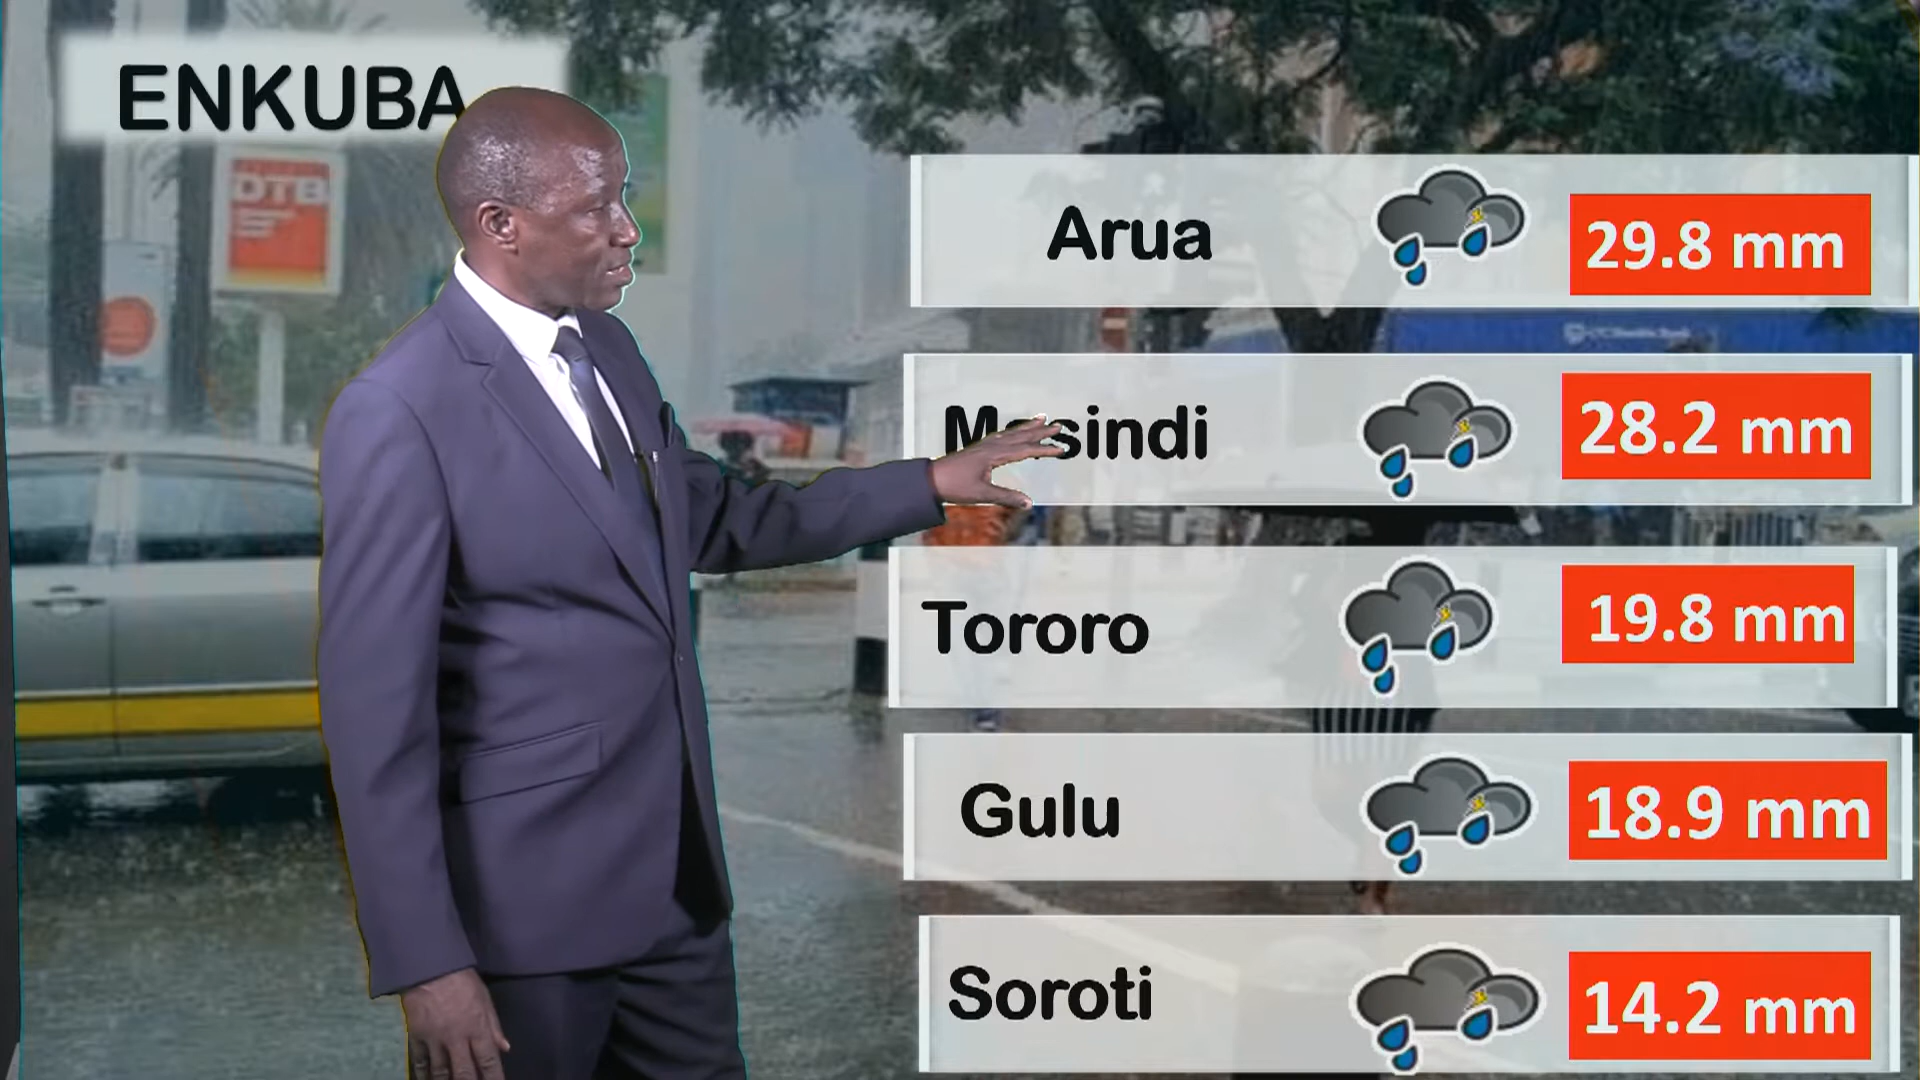 ENKUBA
DTB
Arua
29.8 mm
Masindi
28.2 mm
Tororo
19.8 mm
Gulu
18.9 mm
Soroti
14.2 mm